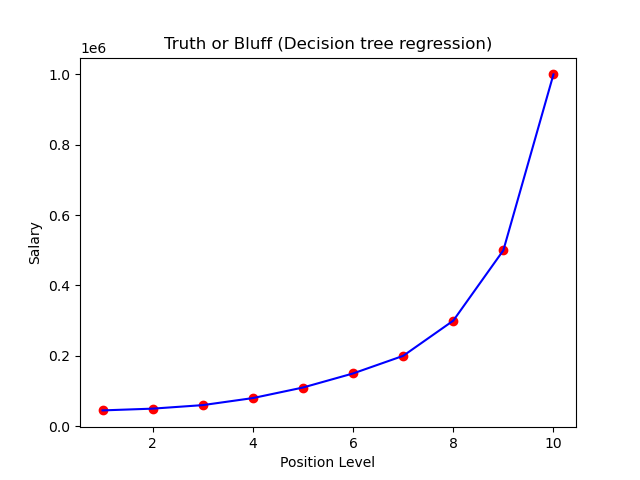 Truth or Bluff (Decision tree regression)
1e6
1.0
0.8
0.6
0.4
0.2
0.0
Salary
2 4 6 8 10
Position Level